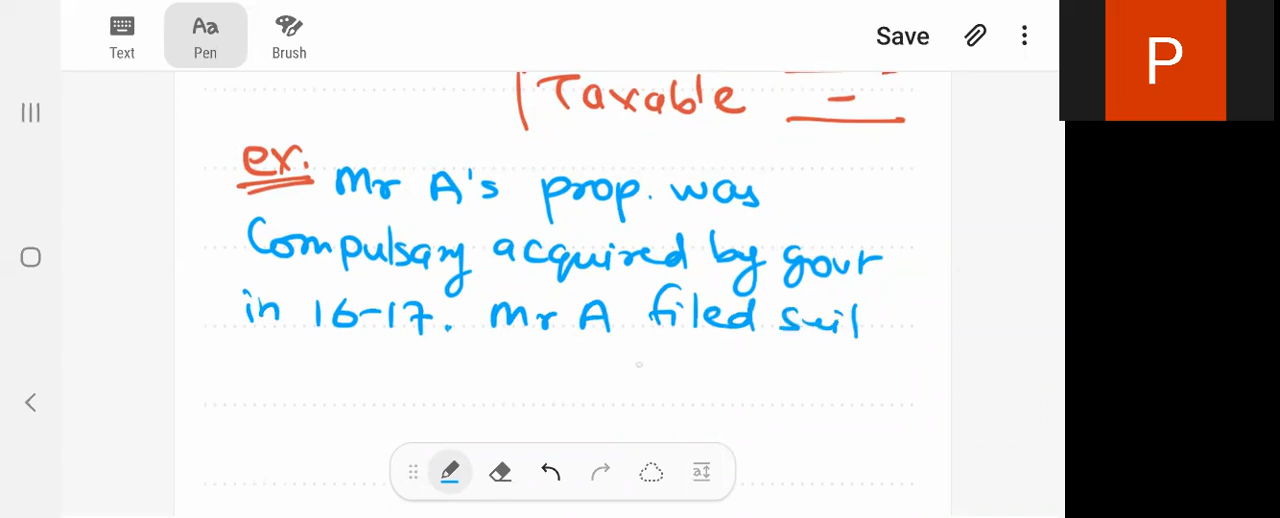 Text
Pen
Brush
Save
P
Taxable -
ex. Mr A's prop. was
Compulsary acquired by govt
in 16-17. Mr A filed suit